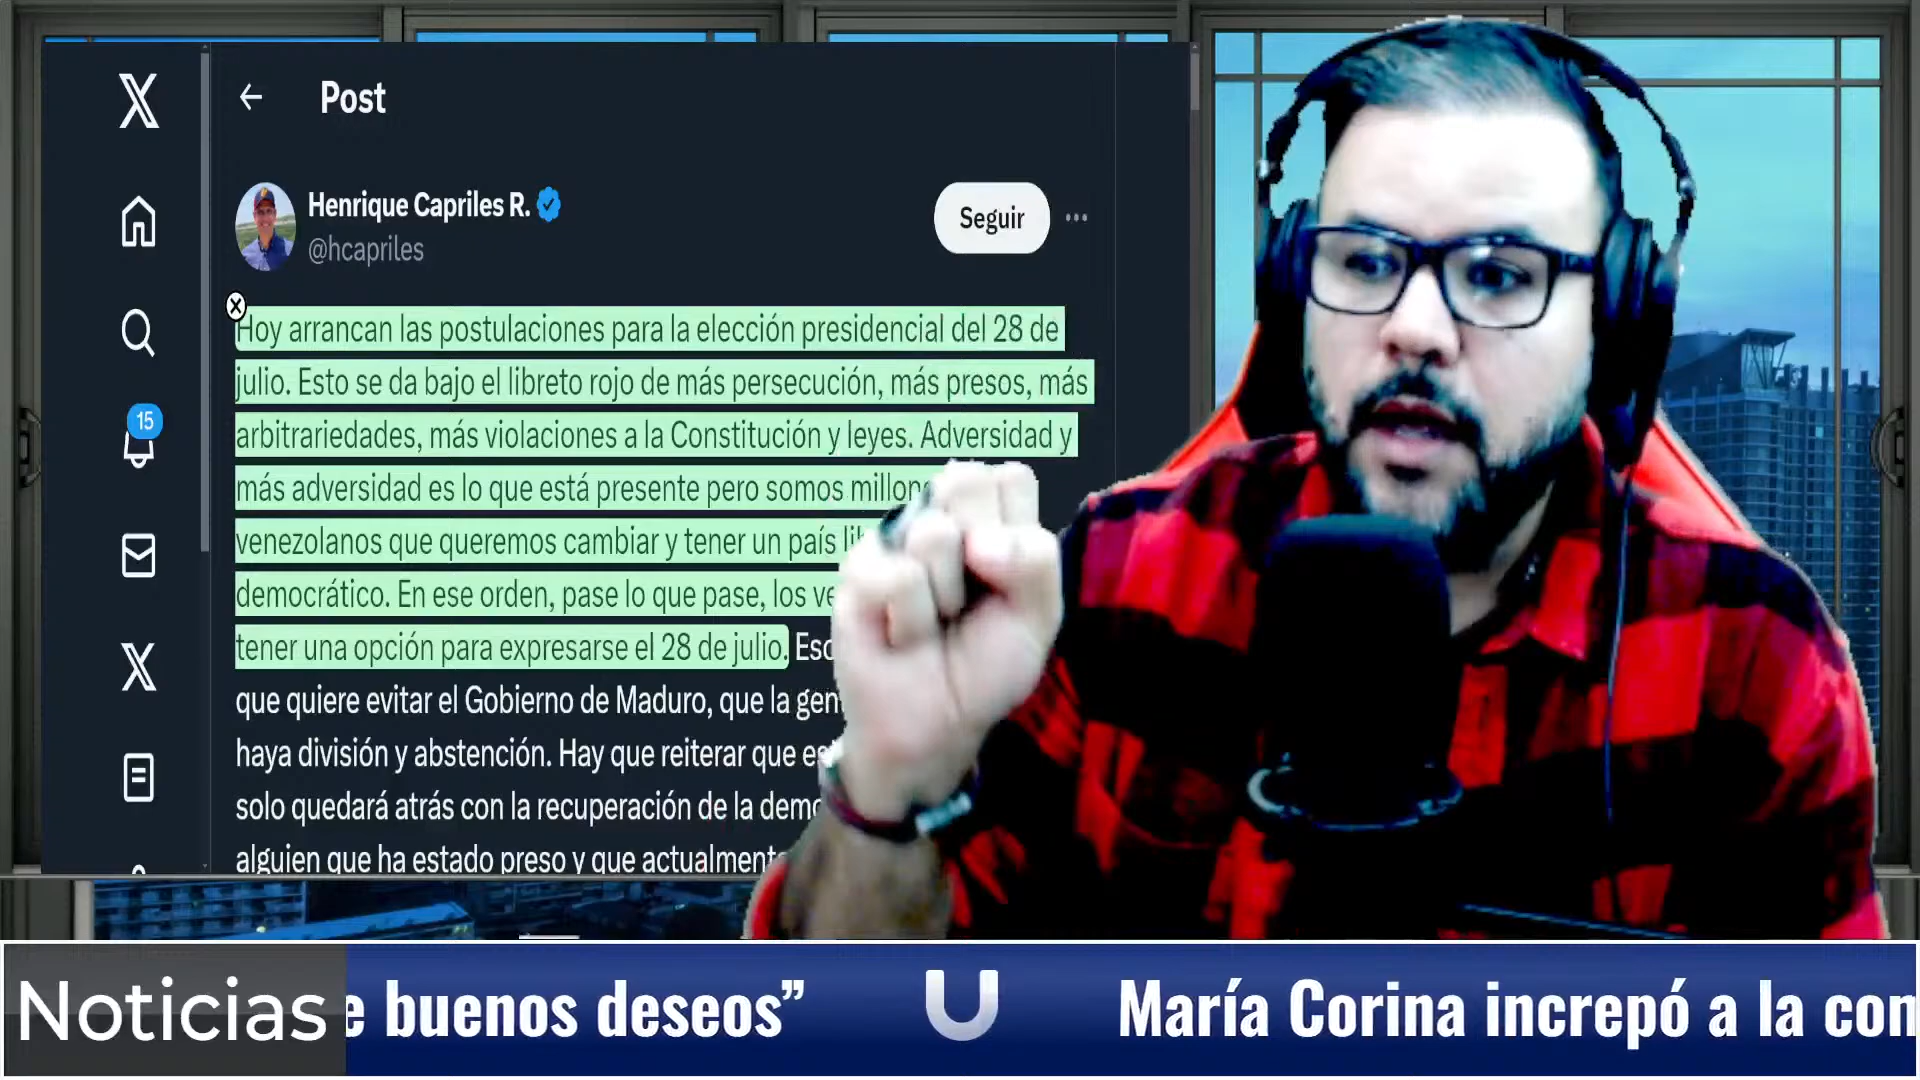 Post
Henrique Capriles R.
@hcapriles
Seguir
15
Hoy arrancan las postulaciones para la elección presidencial del 28 de
julio. Esto se da bajo el libreto rojo de más persecución, más presos, más
arbitrariedades, más violaciones a la Constitución y leyes. Adversidad y
más adversidad es lo que está presente pero somos
venezolanos que queremos cambiar y tener un país
democrático. En ese orden, pase lo que pase, los
tener una opción para expresarse el 28 de julio.
que quiere evitar el Gobierno de Maduro, que la
haya división y abstención. Hay que reiterar que
solo quedará atrás con la recuperación de la
alguien que ha estado preso y que
Noticias
e buenos deseos” U María Corina increpó a la